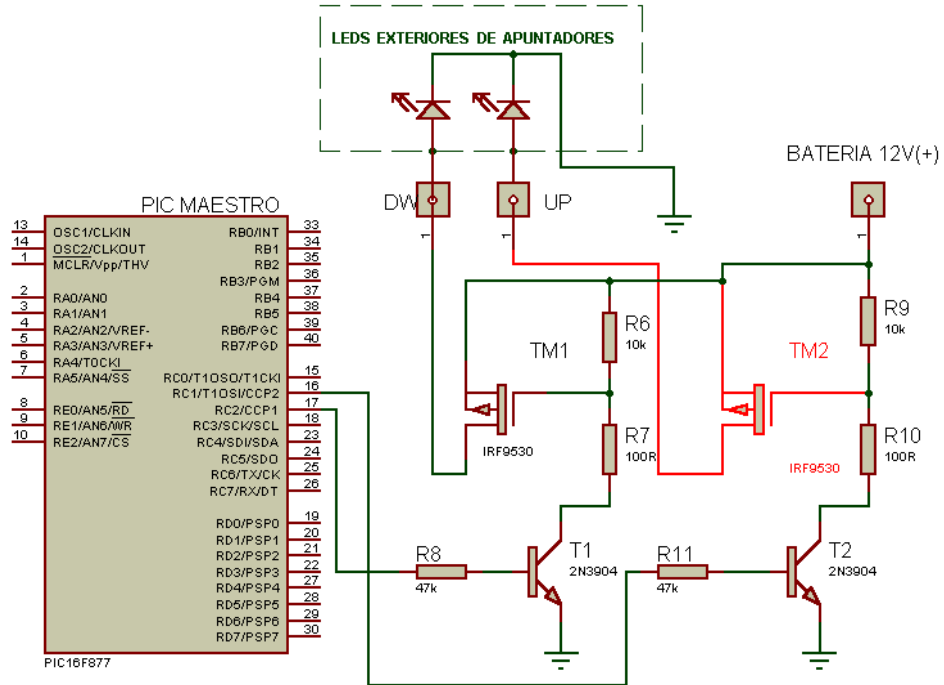 LEDS EXTERIORES DE APUNTADORES
BATERIA 12V(+)
DW
UP
1
1
1
PIC MAESTRO
13 OSC1/CLKIN RB0/INT 33
14 OSC2/CLKOUT RB1 34
1 MCLR/Vpp/THV RB2 35
RB3/PGM 36
2 RA0/AN0 RB4 37
3 RA1/AN1 RB5 38
4 RA2/AN2/VREF- RB6/PGC 39
5 RA3/AN3/VREF+ RB7/PGD 40
6 RA4/T0CKI
7 RA5/AN4/SS RC0/T1OSO/T1CKI 15
RC1/T1OSI/CCP2 16
8 RE0/AN5/RD RC2/CCP1 17
9 RE1/AN6/WR RC3/SCK/SCL 18
10 RE2/AN7/CS RC4/SDI/SDA 23
RC5/SDO 24
RC6/TX/CK 25
RC7/RX/DT 26
RD0/PSP0 19
RD1/PSP1 20
RD2/PSP2 21
RD3/PSP3 22
RD4/PSP4 27
RD5/PSP5 28
RD6/PSP6 29
RD7/PSP7 30
PIC16F877
R6
10k
R9
10k
TM1
TM2
R7
100R
R10
100R
IRF9530
IRF9530
R8
47k
T1
2N3904
R11
47k
T2
2N3904